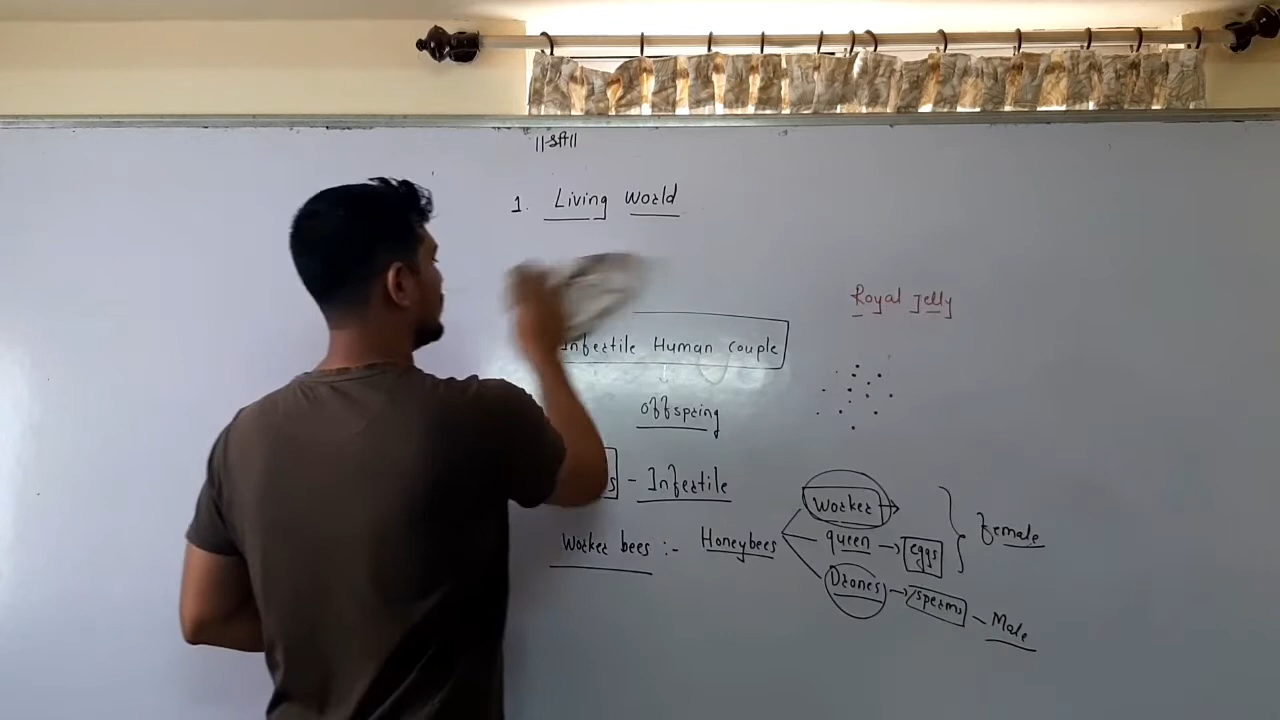 ||श्री||
1. Living World
Royal Jelly
Infertile Human Couple
offspring
- Infertile
Worker bees :- Honeybees
Worker
queen → eggs
Drones → sperms - Male
female